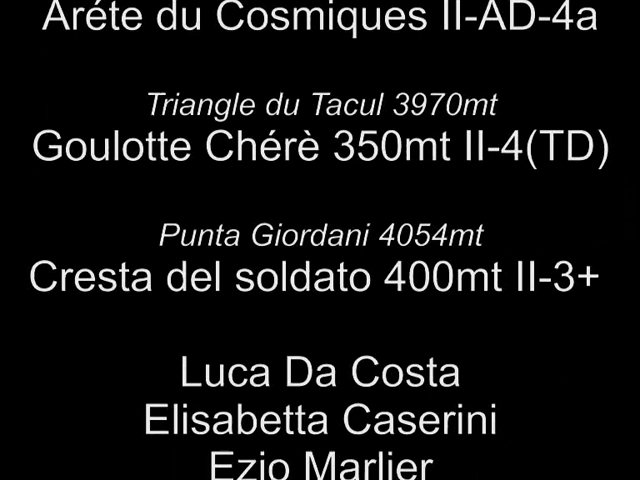 Aréte du Cosmiques II-AD-4a
Triangle du Tacul 3970mt
Goulotte Chérè 350mt II-4(TD)
Punta Giordani 4054mt
Cresta del soldato 400mt II-3+
Luca Da Costa
Elisabetta Caserini
Ezio Marlier